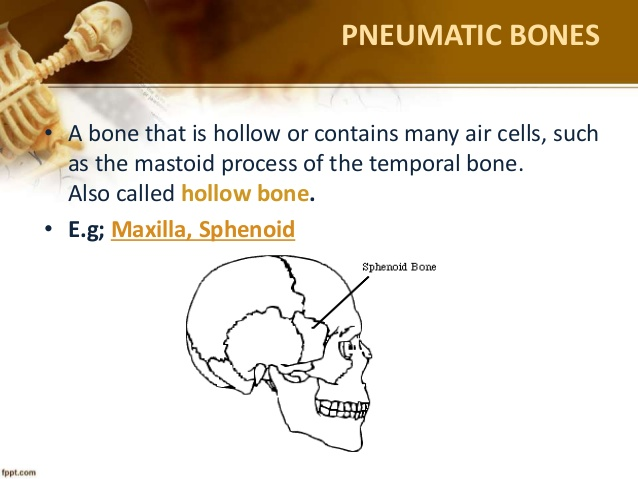 PNEUMATIC BONES
• A bone that is hollow or contains many air cells, such
as the mastoid process of the temporal bone.
Also called hollow bone.
• E.g; Maxilla, Sphenoid
Sphenoid Bone
fppt.com